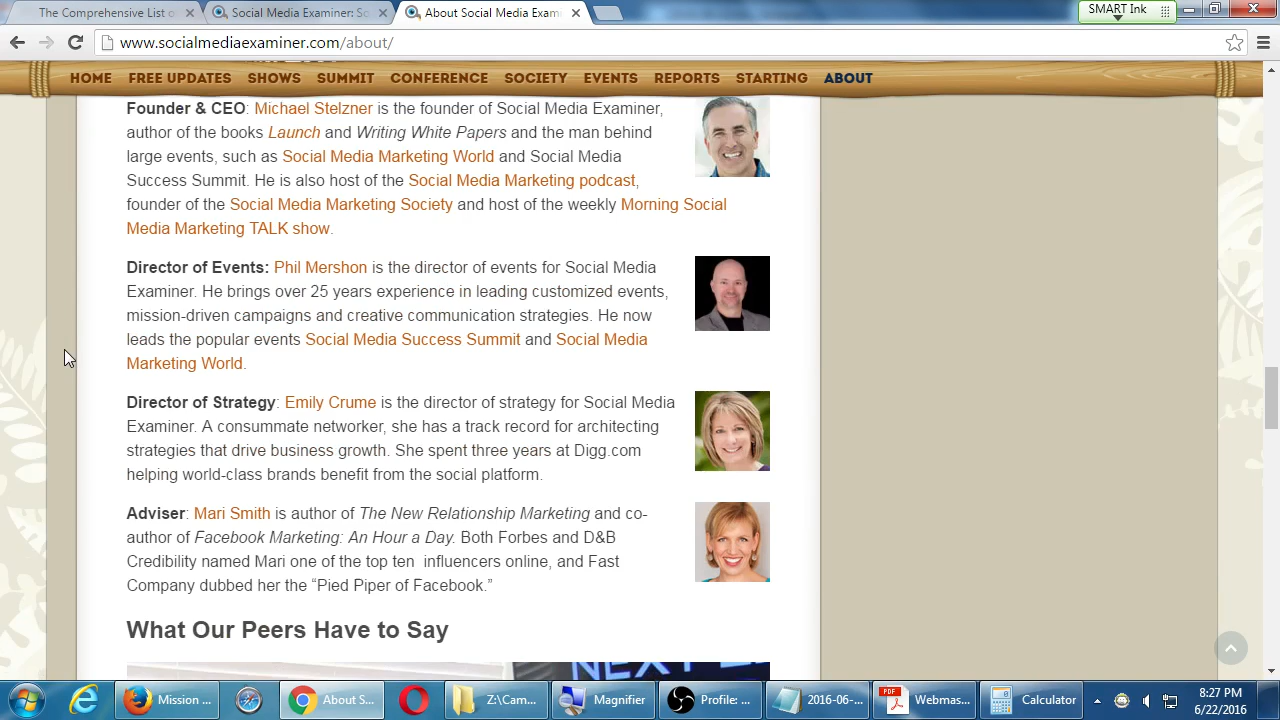 The Comprehensive List o
Social Media Examiner: So
About Social Media Exam
SMART Ink
www.socialmediaexaminer.com/about/
HOME FREE UPDATES SHOWS SUMMIT CONFERENCE SOCIETY EVENTS REPORTS STARTING ABOUT
Founder & CEO: Michael Stelzner is the founder of Social Media Examiner,
author of the books Launch and Writing White Papers and the man behind
large events, such as Social Media Marketing World and Social Media
Success Summit. He is also host of the Social Media Marketing podcast,
founder of the Social Media Marketing Society and host of the weekly Morning Social
Media Marketing TALK show.
Director of Events: Phil Mershon is the director of events for Social Media
Examiner. He brings over 25 years experience in leading customized events,
mission-driven campaigns and creative communication strategies. He now
leads the popular events Social Media Success Summit and Social Media
Marketing World.
Director of Strategy: Emily Crume is the director of strategy for Social Media
Examiner. A consummate networker, she has a track record for architecting
strategies that drive business growth. She spent three years at Digg.com
helping world-class brands benefit from the social platform.
Adviser: Mari Smith is author of The New Relationship Marketing and co-
author of Facebook Marketing: An Hour a Day. Both Forbes and D&B
Credibility named Mari one of the top ten influencers online, and Fast
Company dubbed her the “Pied Piper of Facebook.”
What Our Peers Have to Say
Mission ...
About S...
Z:\Cam...
Magnifier
Profile: ...
2016-06-...
PDF
Webmas...
Calculator
8:27 PM
6/22/2016